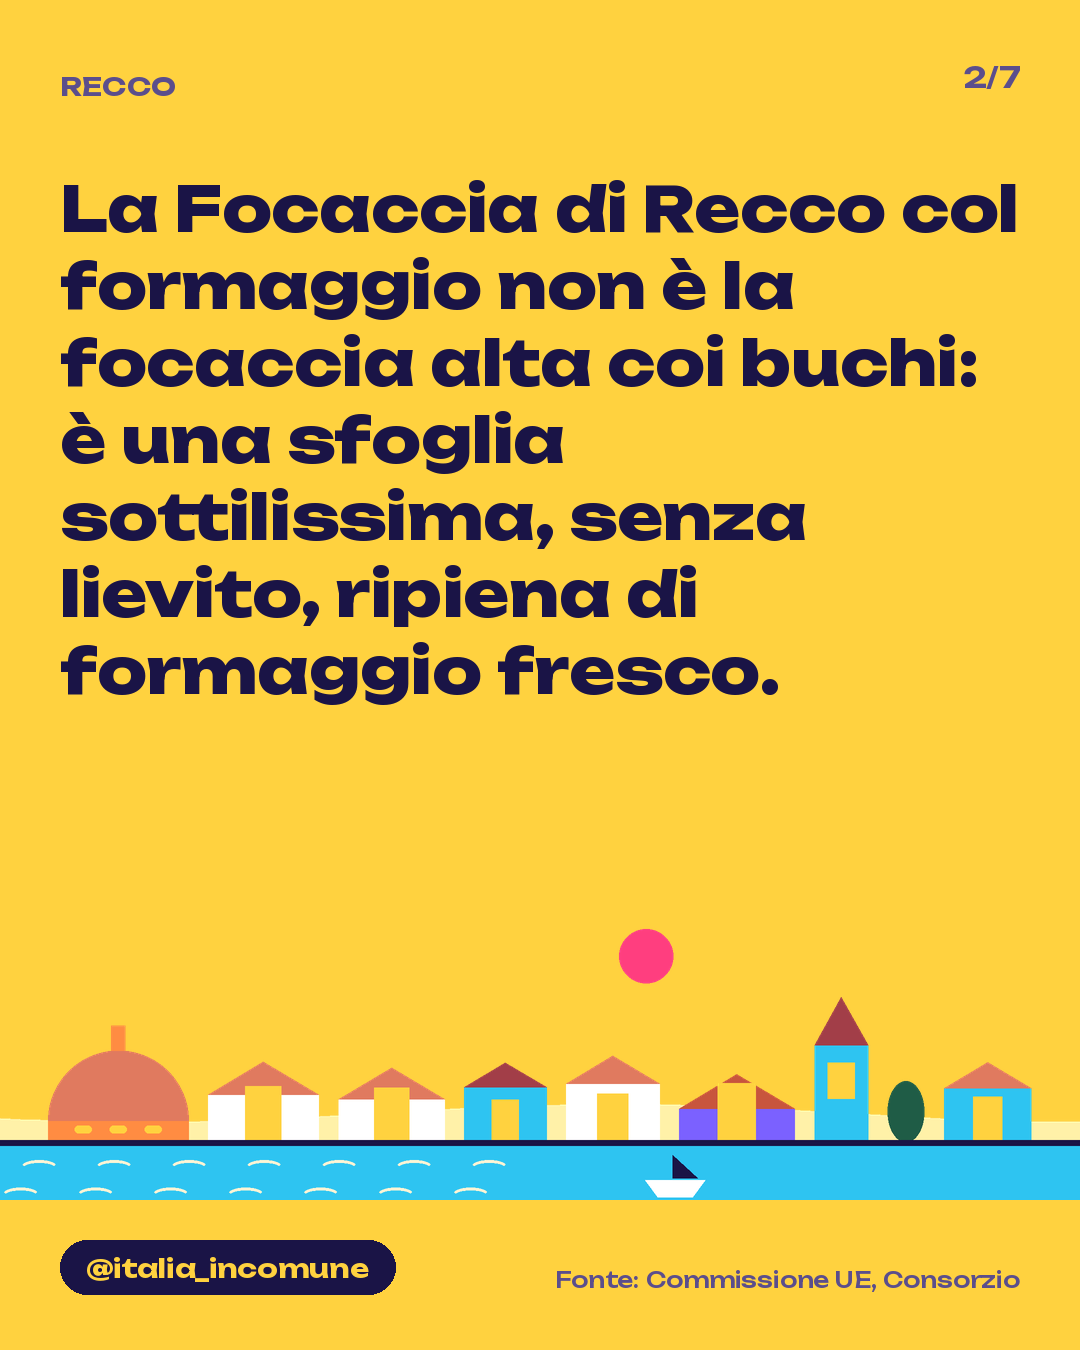 RECCO
2/7
La Focaccia di Recco col
formaggio non è la
focaccia alta coi buchi:
è una sfoglia
sottilissima, senza
lievito, ripiena di
formaggio fresco.
@italia_incomune
Fonte: Commissione UE, Consorzio